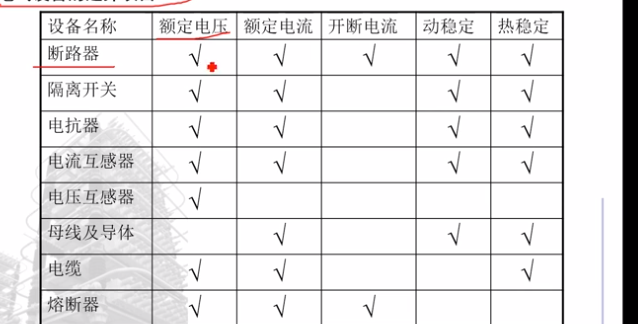 设备名称 额定电压 额定电流 开断电流 动稳定 热稳定
断路器 √ √ √ √ √
隔离开关 √ √ √ √
电抗器 √ √ √ √
电流互感器 √ √ √ √
电压互感器 √
母线及导体 √ √ √
电缆 √ √ √
熔断器 √ √ √